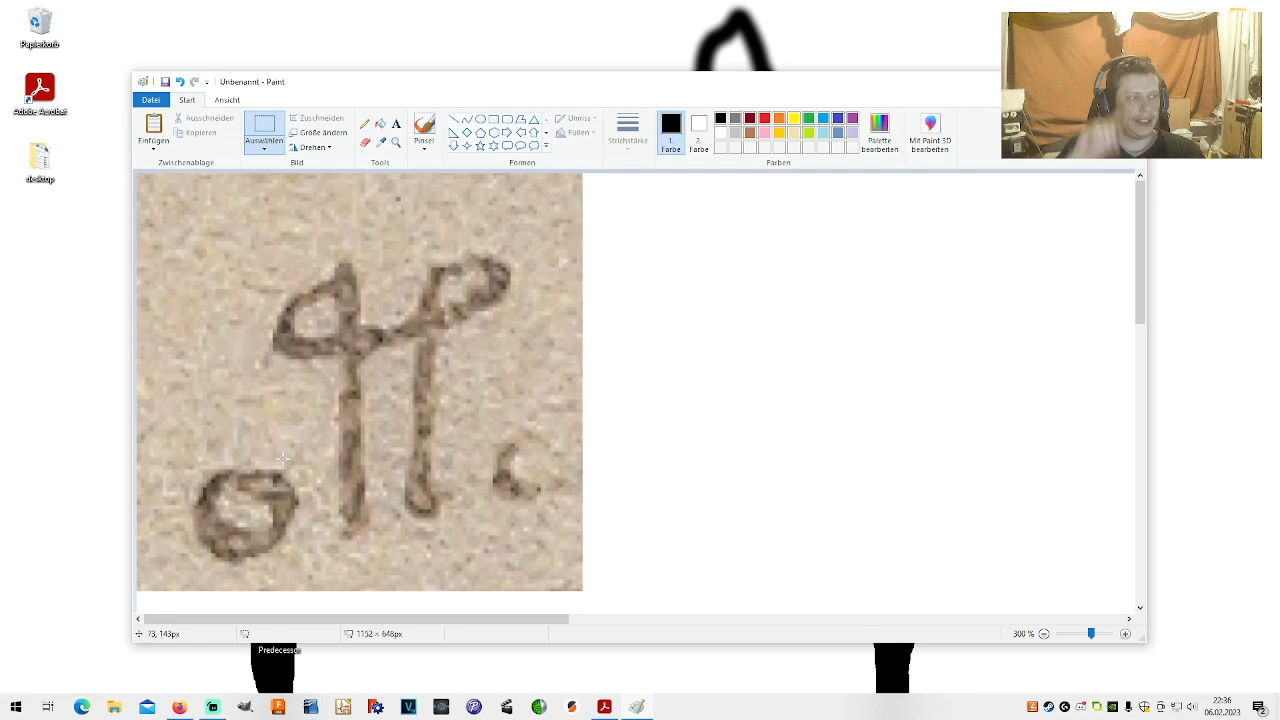 Papierkorb
Adobe Acrobat
desktop
Unbenannt - Paint
Datei Start Ansicht
Einfügen
Ausschneiden
Kopieren
Zwischenablage
Auswählen
Zuschneiden
Größe ändern
Drehen
Bild
Tools
Pinsel
Umriss
Füllen
Formen
Strichstärke
1. Farbe
2. Farbe
Farben
Palette bearbeiten
Mit Paint 3D bearbeiten
73, 143px
1152 × 648px
300 %
Predecessor
22:36
06.02.2023